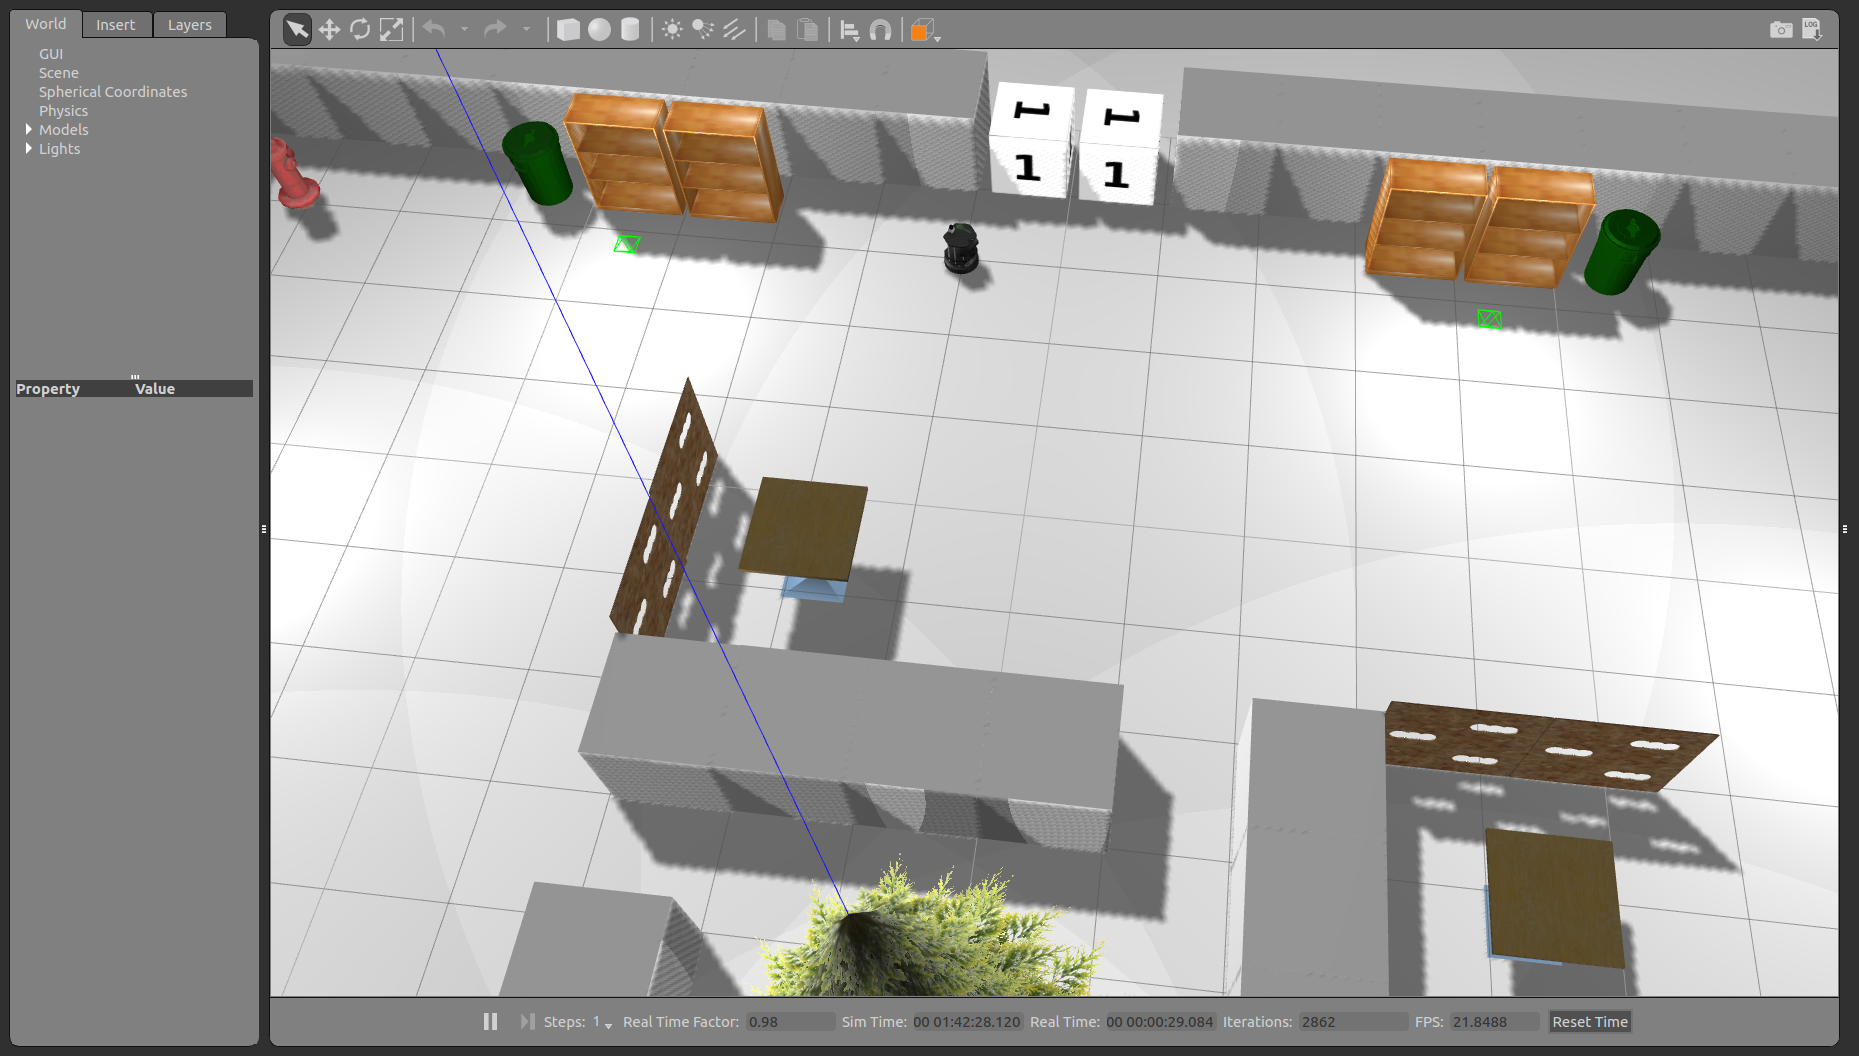 World Insert Layers
GUI
Scene
Spherical Coordinates
Physics
Models
Lights
Property Value
LOG
1 1
1 1
Steps: 1 Real Time Factor: 0.98 Sim Time: 00 01:42:28.120 Real Time: 00 00:00:29.084 Iterations: 2862 FPS: 21.8488 Reset Time